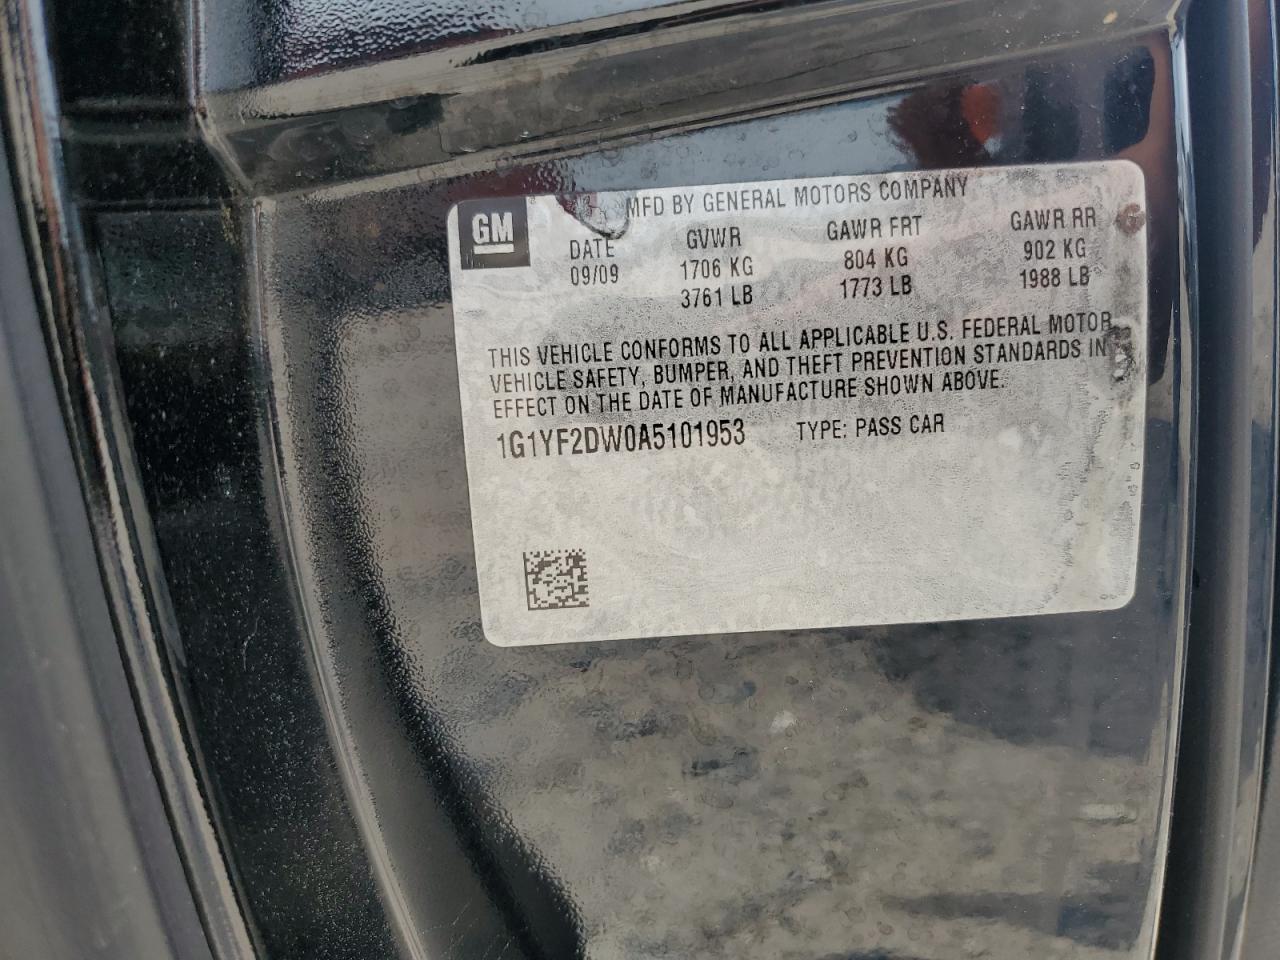 GM
MFD BY GENERAL MOTORS COMPANY
DATE GVWR GAWR FRT GAWR RR
09/09 1706 KG 804 KG 902 KG
3761 LB 1773 LB 1988 LB
THIS VEHICLE CONFORMS TO ALL APPLICABLE U.S. FEDERAL MOTOR
VEHICLE SAFETY, BUMPER, AND THEFT PREVENTION STANDARDS IN
EFFECT ON THE DATE OF MANUFACTURE SHOWN ABOVE.
1G1YF2DW0A5101953 TYPE: PASS CAR